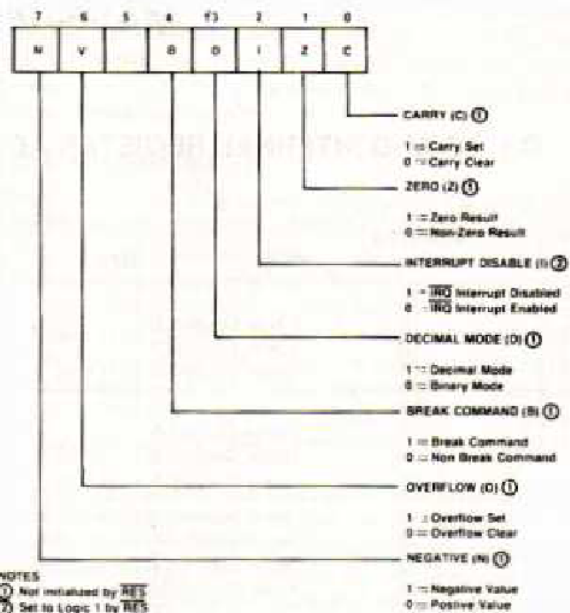 7 6 5 4 3 2 1 0
N V B D I Z C
CARRY (C) ①
1 = Carry Set
0 = Carry Clear
ZERO (Z) ①
1 = Zero Result
0 = Non-Zero Result
INTERRUPT DISABLE (I) ②
1 = IRQ Interrupt Disabled
0 = IRQ Interrupt Enabled
DECIMAL MODE (D) ①
1 = Decimal Mode
0 = Binary Mode
BREAK COMMAND (B) ①
1 = Break Command
0 = Non Break Command
OVERFLOW (O) ①
1 = Overflow Set
0 = Overflow Clear
NEGATIVE (N) ①
1 = Negative Value
0 = Positive Value
NOTES
① Not initialized by RES
② Set to Logic 1 by RES